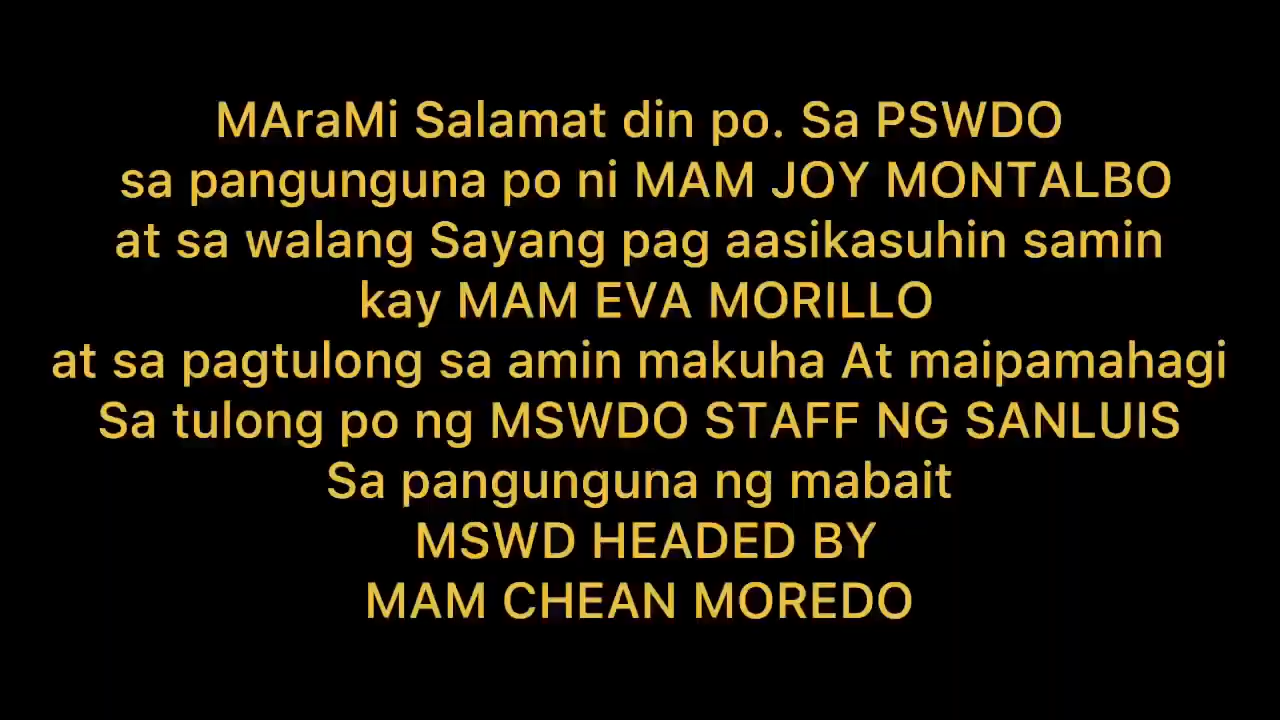 MAraMi Salamat din po. Sa PSWDO
sa pangunguna po ni MAM JOY MONTALBO
at sa walang Sayang pag aasikasuhin samin
kay MAM EVA MORILLO
at sa pagtulong sa amin makuha At maipamahagi
Sa tulong po ng MSWDO STAFF NG SANLUIS
Sa pangunguna ng mabait
MSWD HEADED BY
MAM CHEAN MOREDO